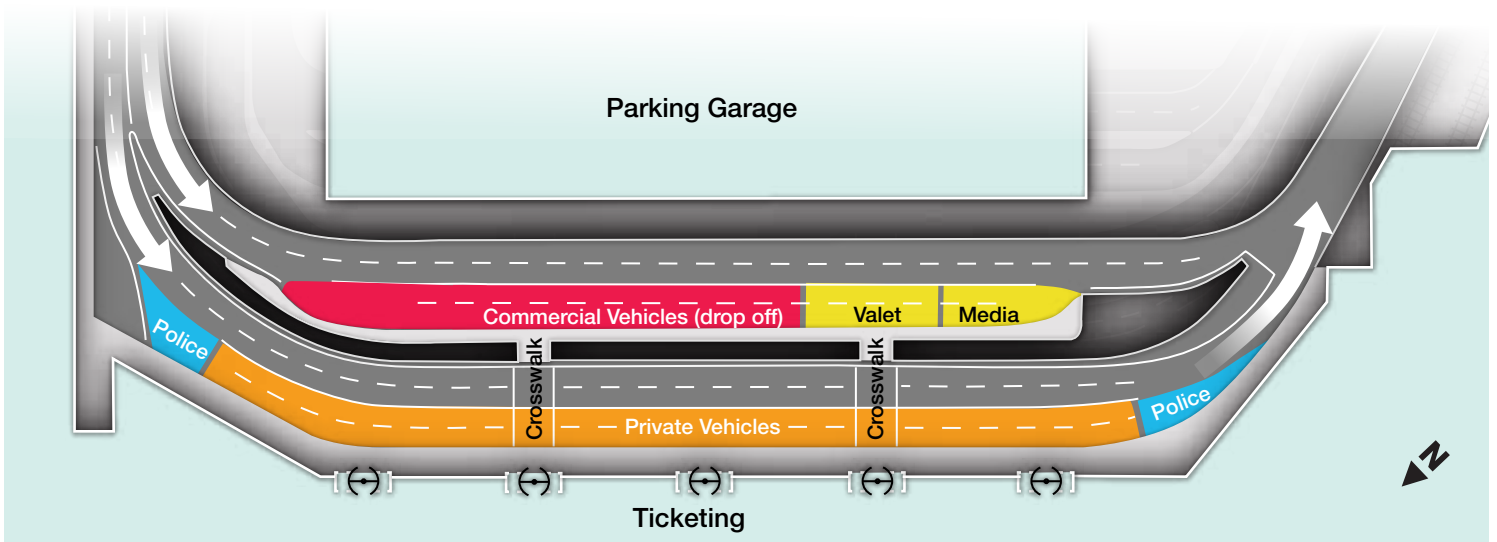 Parking Garage
Commercial Vehicles (drop off)
Valet
Media
Police
Crosswalk
Crosswalk
Police
Private Vehicles
Ticketing
N